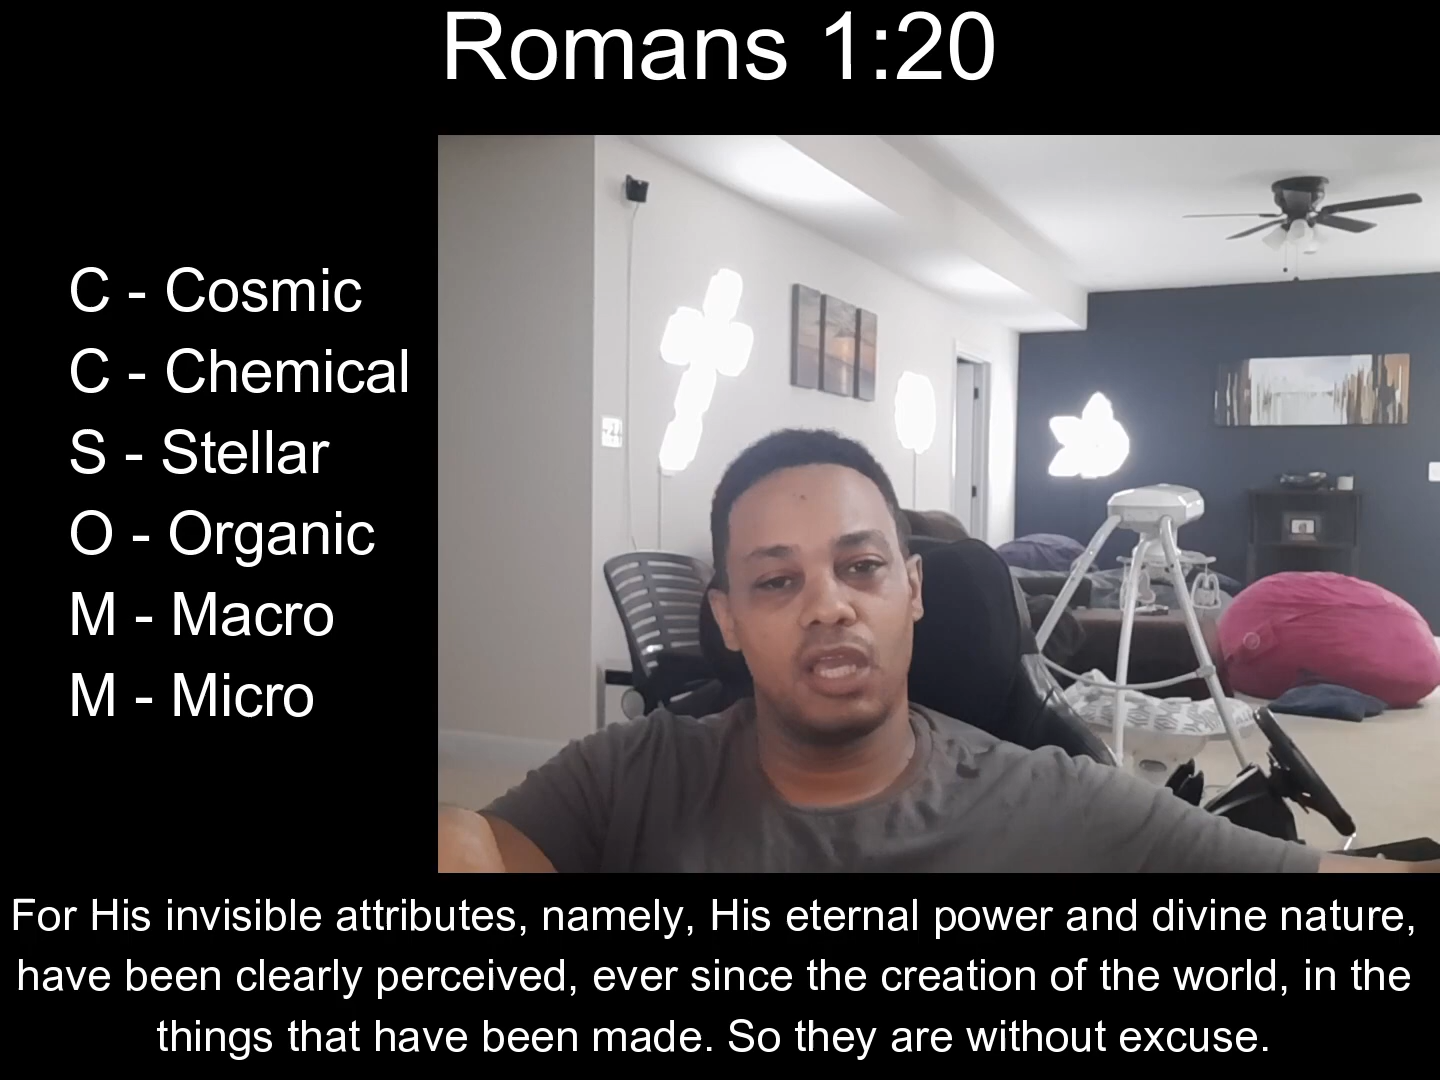 Romans 1:20
C - Cosmic
C - Chemical
S - Stellar
O - Organic
M - Macro
M - Micro
For His invisible attributes, namely, His eternal power and divine nature,
have been clearly perceived, ever since the creation of the world, in the
things that have been made. So they are without excuse.